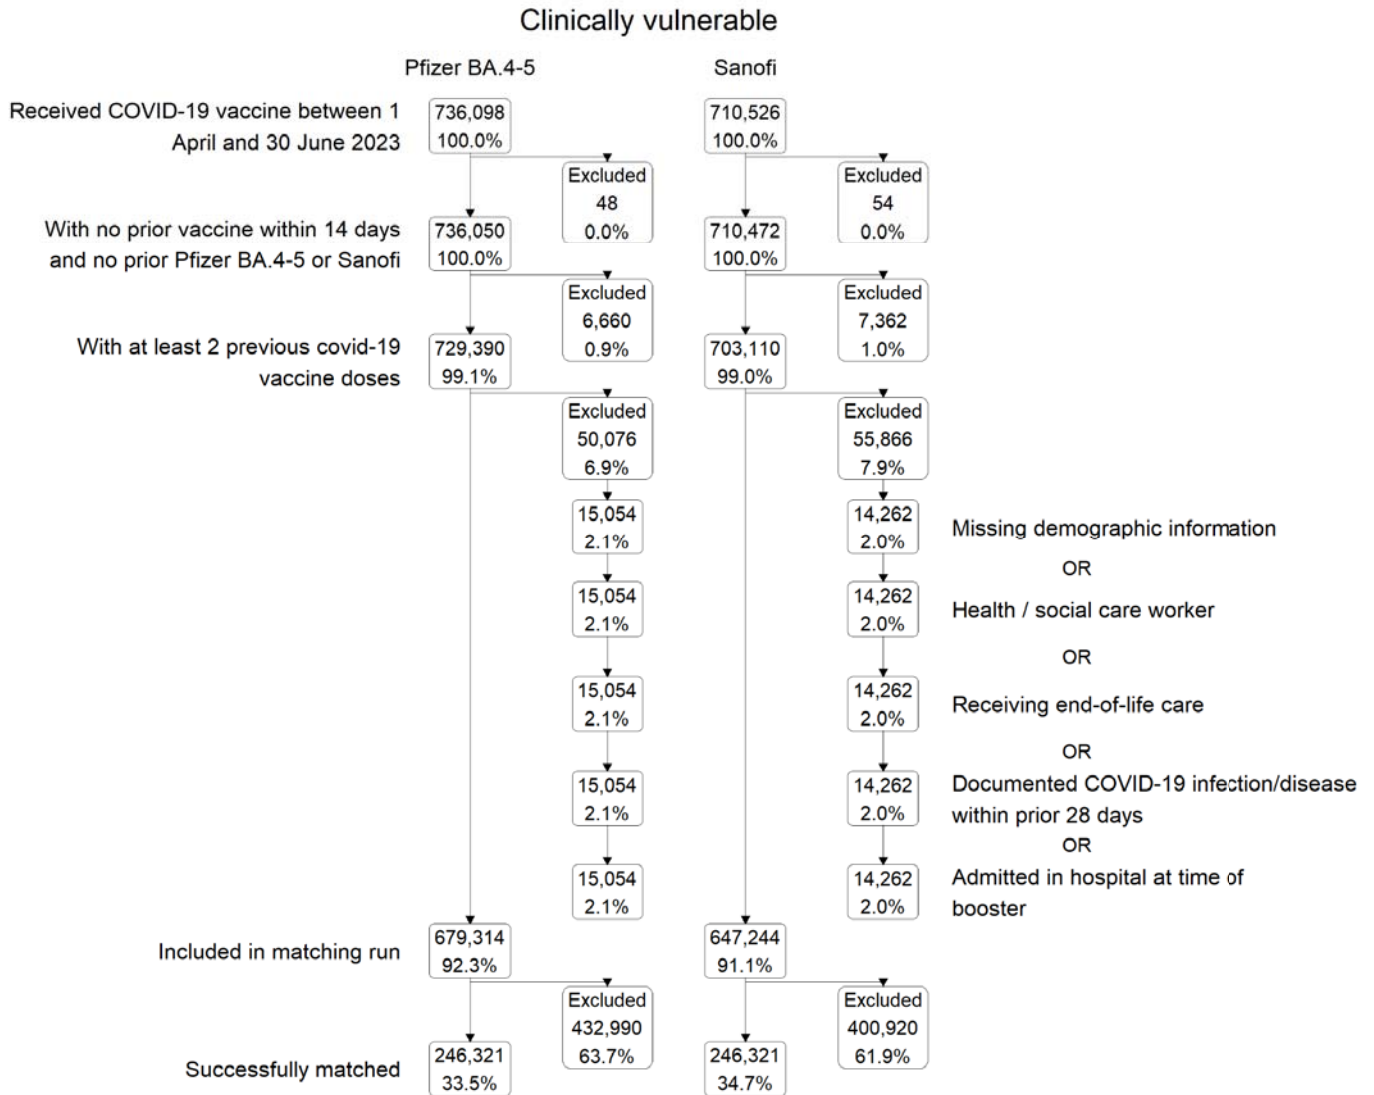 Clinically vulnerable
Pfizer BA.4-5
Sanofi
Received COVID-19 vaccine between 1
April and 30 June 2023
736,098
100.0%
710,526
100.0%
Excluded
48
0.0%
Excluded
54
0.0%
With no prior vaccine within 14 days
and no prior Pfizer BA.4-5 or Sanofi
736,050
100.0%
710,472
100.0%
Excluded
6,660
0.9%
Excluded
7,362
1.0%
With at least 2 previous covid-19
vaccine doses
729,390
99.1%
703,110
99.0%
Excluded
50,076
6.9%
Excluded
55,866
7.9%
15,054
2.1%
14,262
2.0%
Missing demographic information
OR
15,054
2.1%
14,262
2.0%
Health / social care worker
OR
15,054
2.1%
14,262
2.0%
Receiving end-of-life care
OR
15,054
2.1%
14,262
2.0%
Documented COVID-19 infection/disease
within prior 28 days
OR
15,054
2.1%
14,262
2.0%
Admitted in hospital at time of
booster
Included in matching run
679,314
92.3%
647,244
91.1%
Excluded
432,990
63.7%
Excluded
400,920
61.9%
Successfully matched
246,321
33.5%
246,321
34.7%